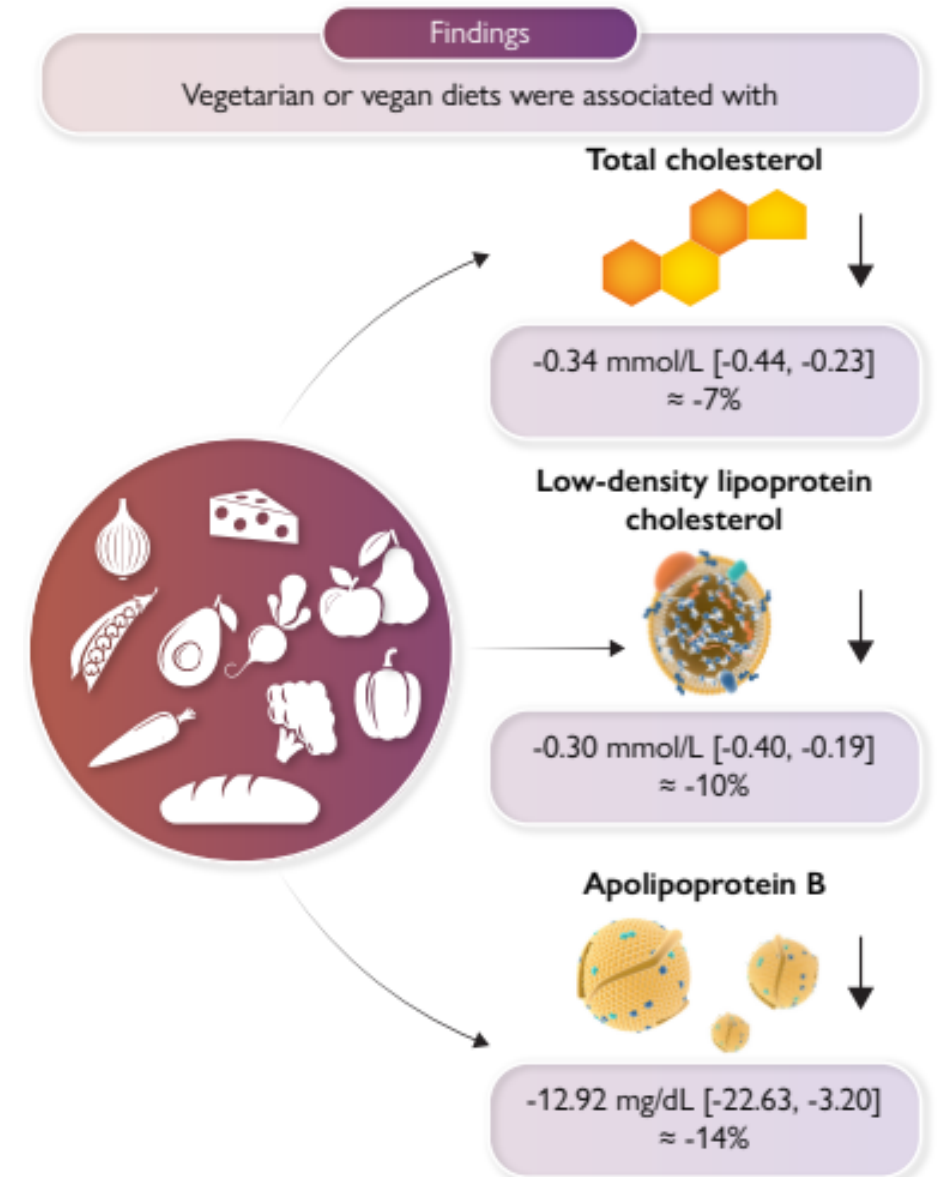 Findings
Vegetarian or vegan diets were associated with
Total cholesterol
-0.34 mmol/L [-0.44, -0.23]
≈ -7%
Low-density lipoprotein
cholesterol
-0.30 mmol/L [-0.40, -0.19]
≈ -10%
Apolipoprotein B
-12.92 mg/dL [-22.63, -3.20]
≈ -14%